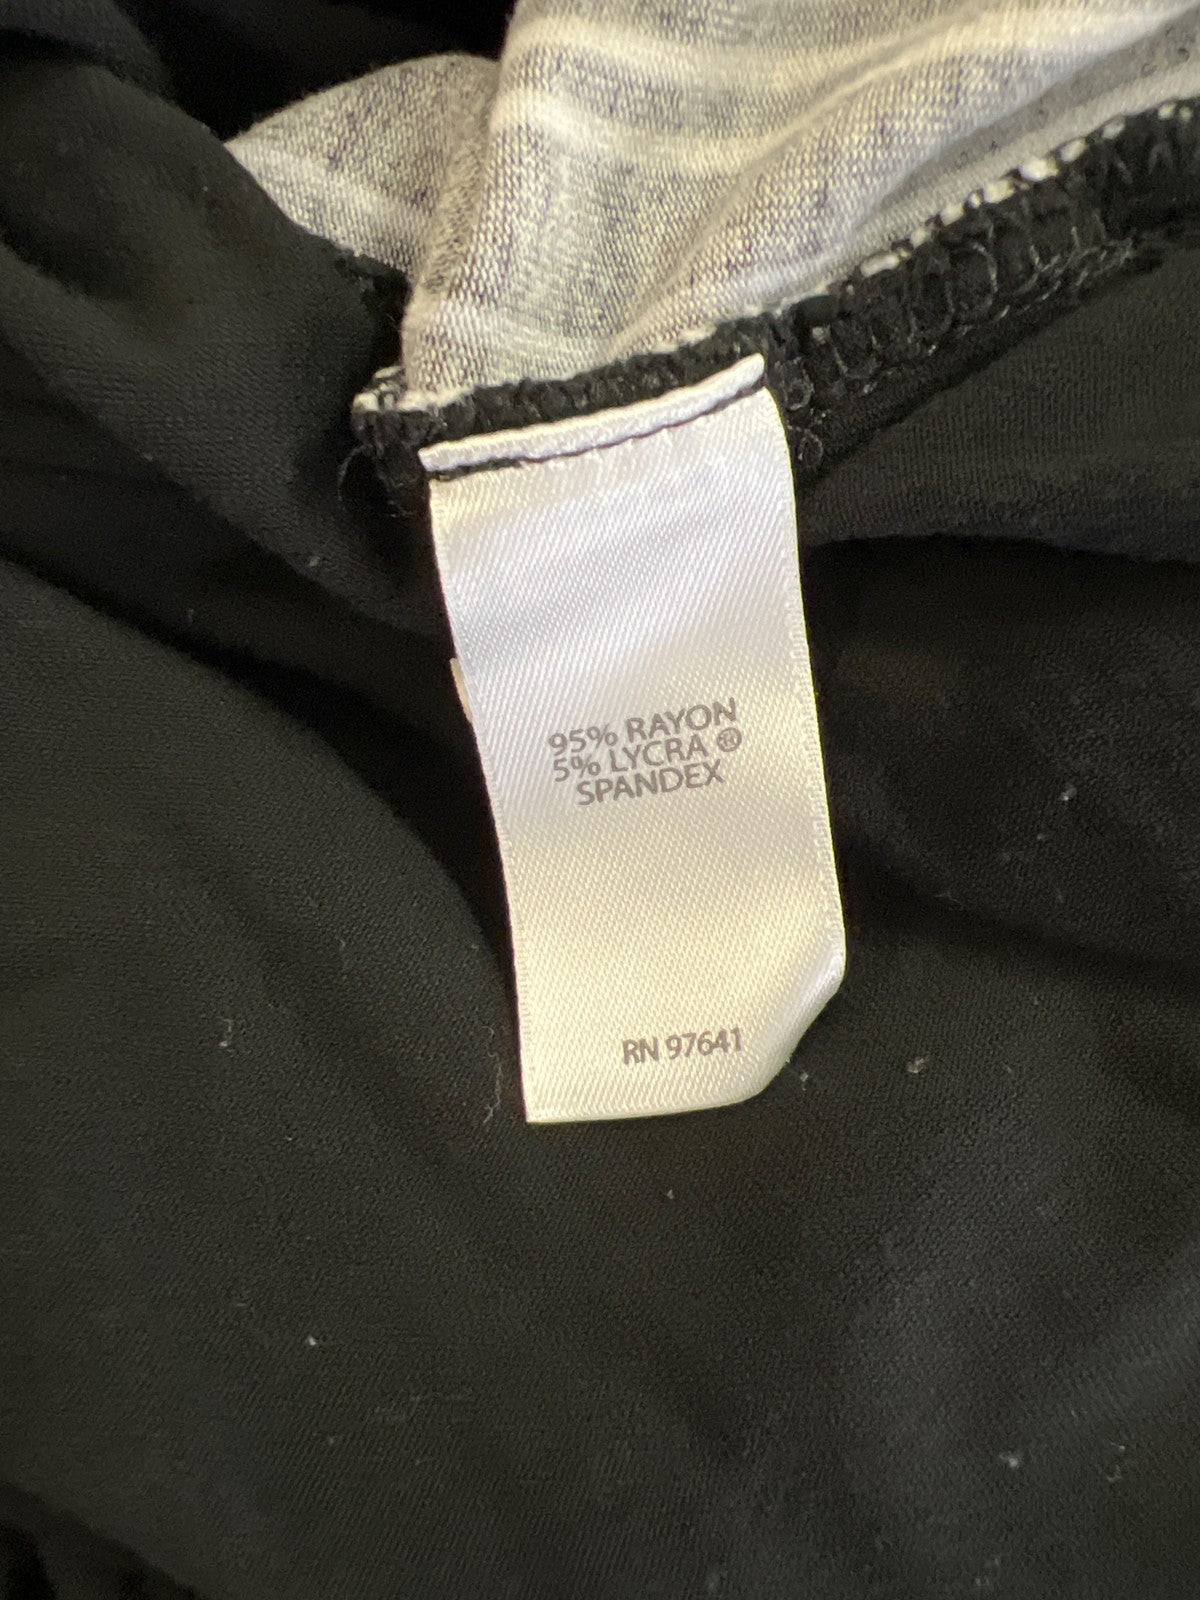 95% RAYON
5% LYCRA ®
SPANDEX
RN 97641